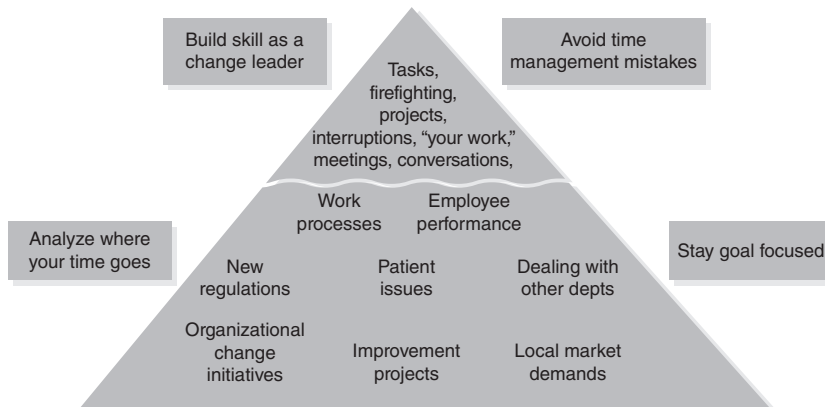 Build skill as a
change leader
Avoid time
management mistakes
Tasks,
firefighting,
projects,
interruptions, “your work,”
meetings, conversations,
Work
processes
Employee
performance
Analyze where
your time goes
Stay goal focused
New
regulations
Patient
issues
Dealing with
other depts
Organizational
change
initiatives
Improvement
projects
Local market
demands